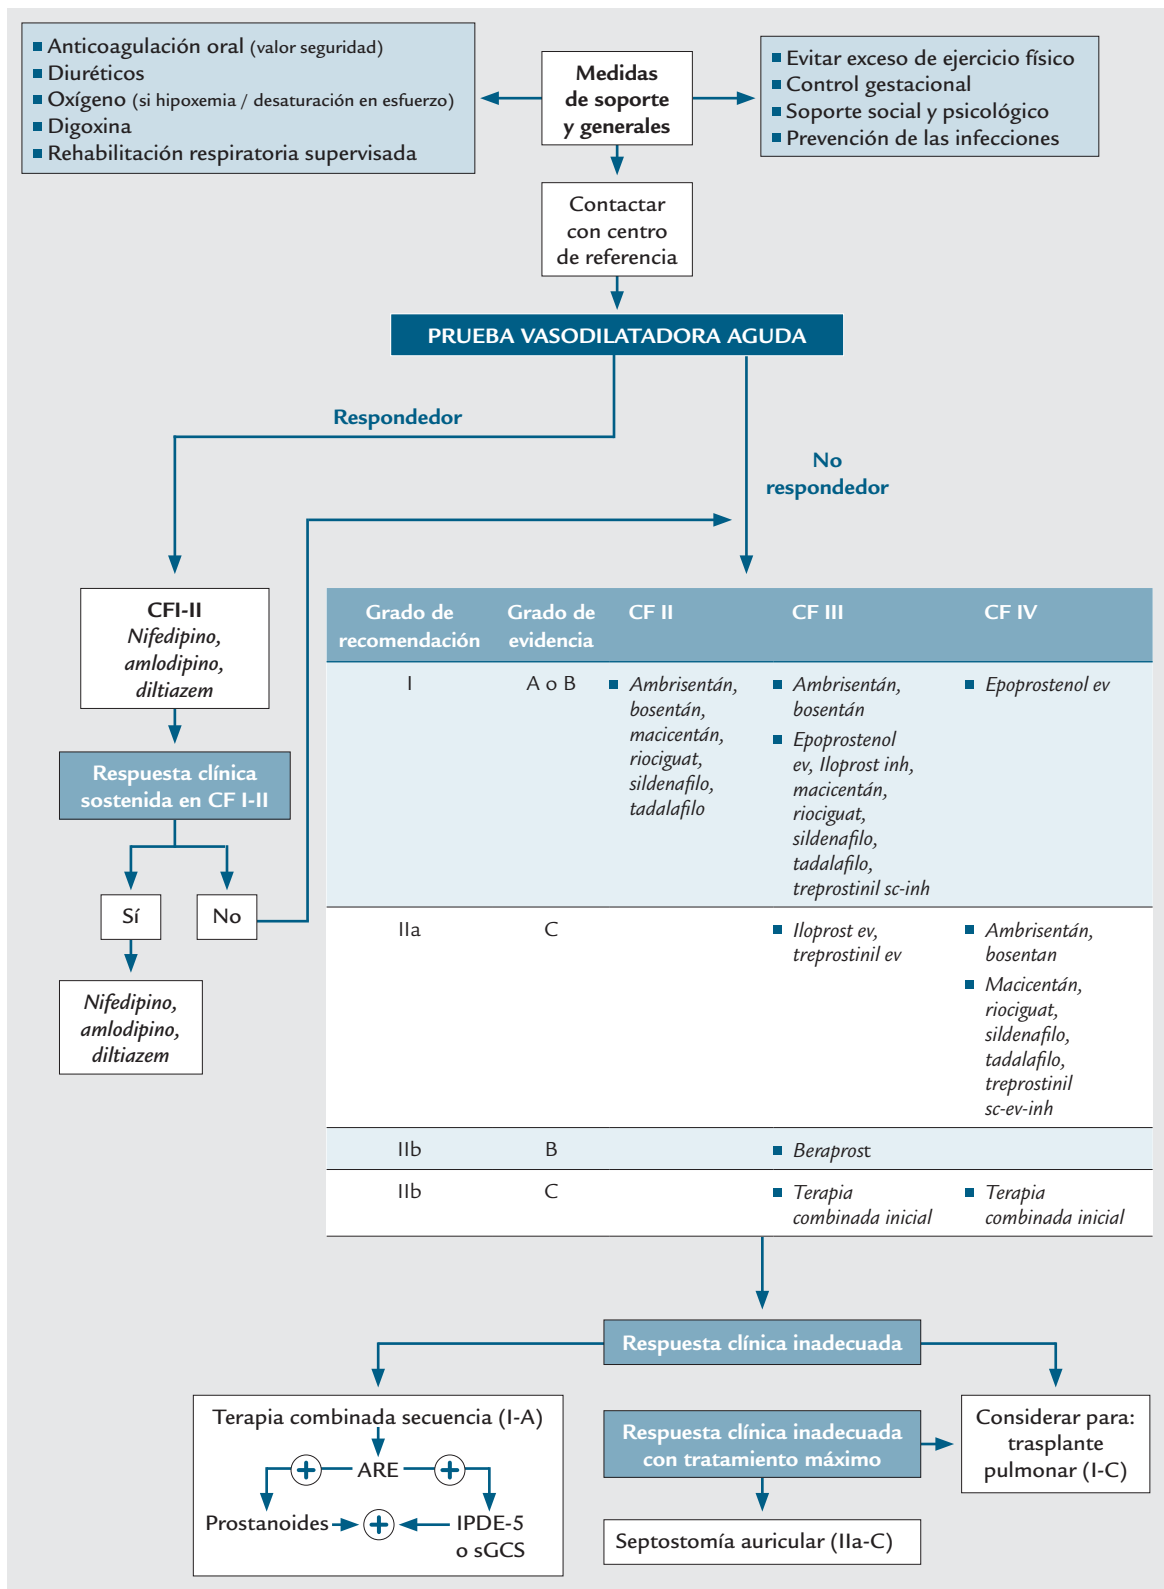 Anticoagulación oral (valor seguridad)
Diuréticos
Oxígeno (si hipoxemia / desaturación en esfuerzo)
Digoxina
Rehabilitación respiratoria supervisada
Medidas
de soporte
y generales
Evitar exceso de ejercicio físico
Control gestacional
Soporte social y psicológico
Prevención de las infecciones
Contactar
con centro
de referencia
PRUEBA VASODILATADORA AGUDA
Respondedor
No
respondedor
CFI-II
Nifedipino,
amlodipino,
diltiazem
Respuesta clínica
sostenida en CF I-II
Sí
No
Nifedipino,
amlodipino,
diltiazem
Grado de
recomendación
Grado de
evidencia
CF II
CF III
CF IV
I
A o B
Ambrisentán,
bosentán,
macicentán,
riociguat,
sildenafilo,
tadalafilo
Ambrisentán,
bosentán
Epoprostenol
ev, Iloprost inh,
macicentán,
riociguat,
sildenafilo,
tadalafilo,
treprostinil sc-inh
Epoprostenol ev
IIa
C
Iloprost ev,
treprostinil ev
Ambrisentán,
bosentan
Macicentán,
riociguat,
sildenafilo,
tadalafilo,
treprostinil
sc-ev-inh
IIb
B
Beraprost
IIb
C
Terapia
combinada inicial
Terapia
combinada inicial
Respuesta clínica inadecuada
Terapia combinada secuencia (I-A)
+ ARE +
Prostanoides + IPDE-5
o sGCS
Respuesta clínica inadecuada
con tratamiento máximo
Considerar para:
trasplante
pulmonar (I-C)
Septostomía auricular (IIa-C)